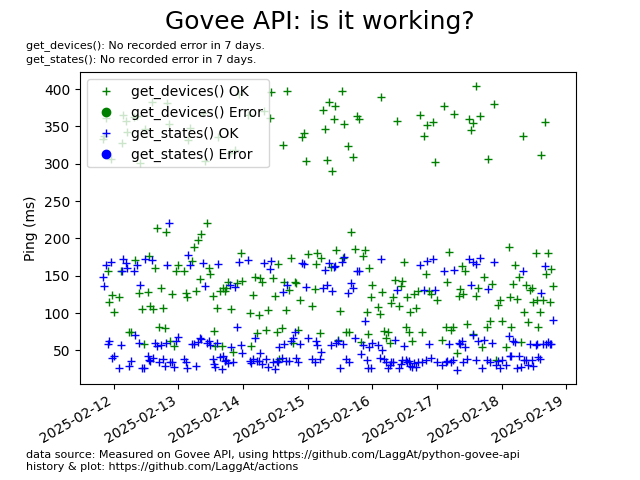 Govee API: is it working?
get_devices(): No recorded error in 7 days.
get_states(): No recorded error in 7 days.
get_devices() OK
get_devices() Error
get_states() OK
get_states() Error
Ping (ms)
400
350
300
250
200
150
100
50
2025-02-12
2025-02-13
2025-02-14
2025-02-15
2025-02-16
2025-02-17
2025-02-18
2025-02-19
data source: Measured on Govee API, using https://github.com/LaggAt/python-govee-api
history & plot: https://github.com/LaggAt/actions